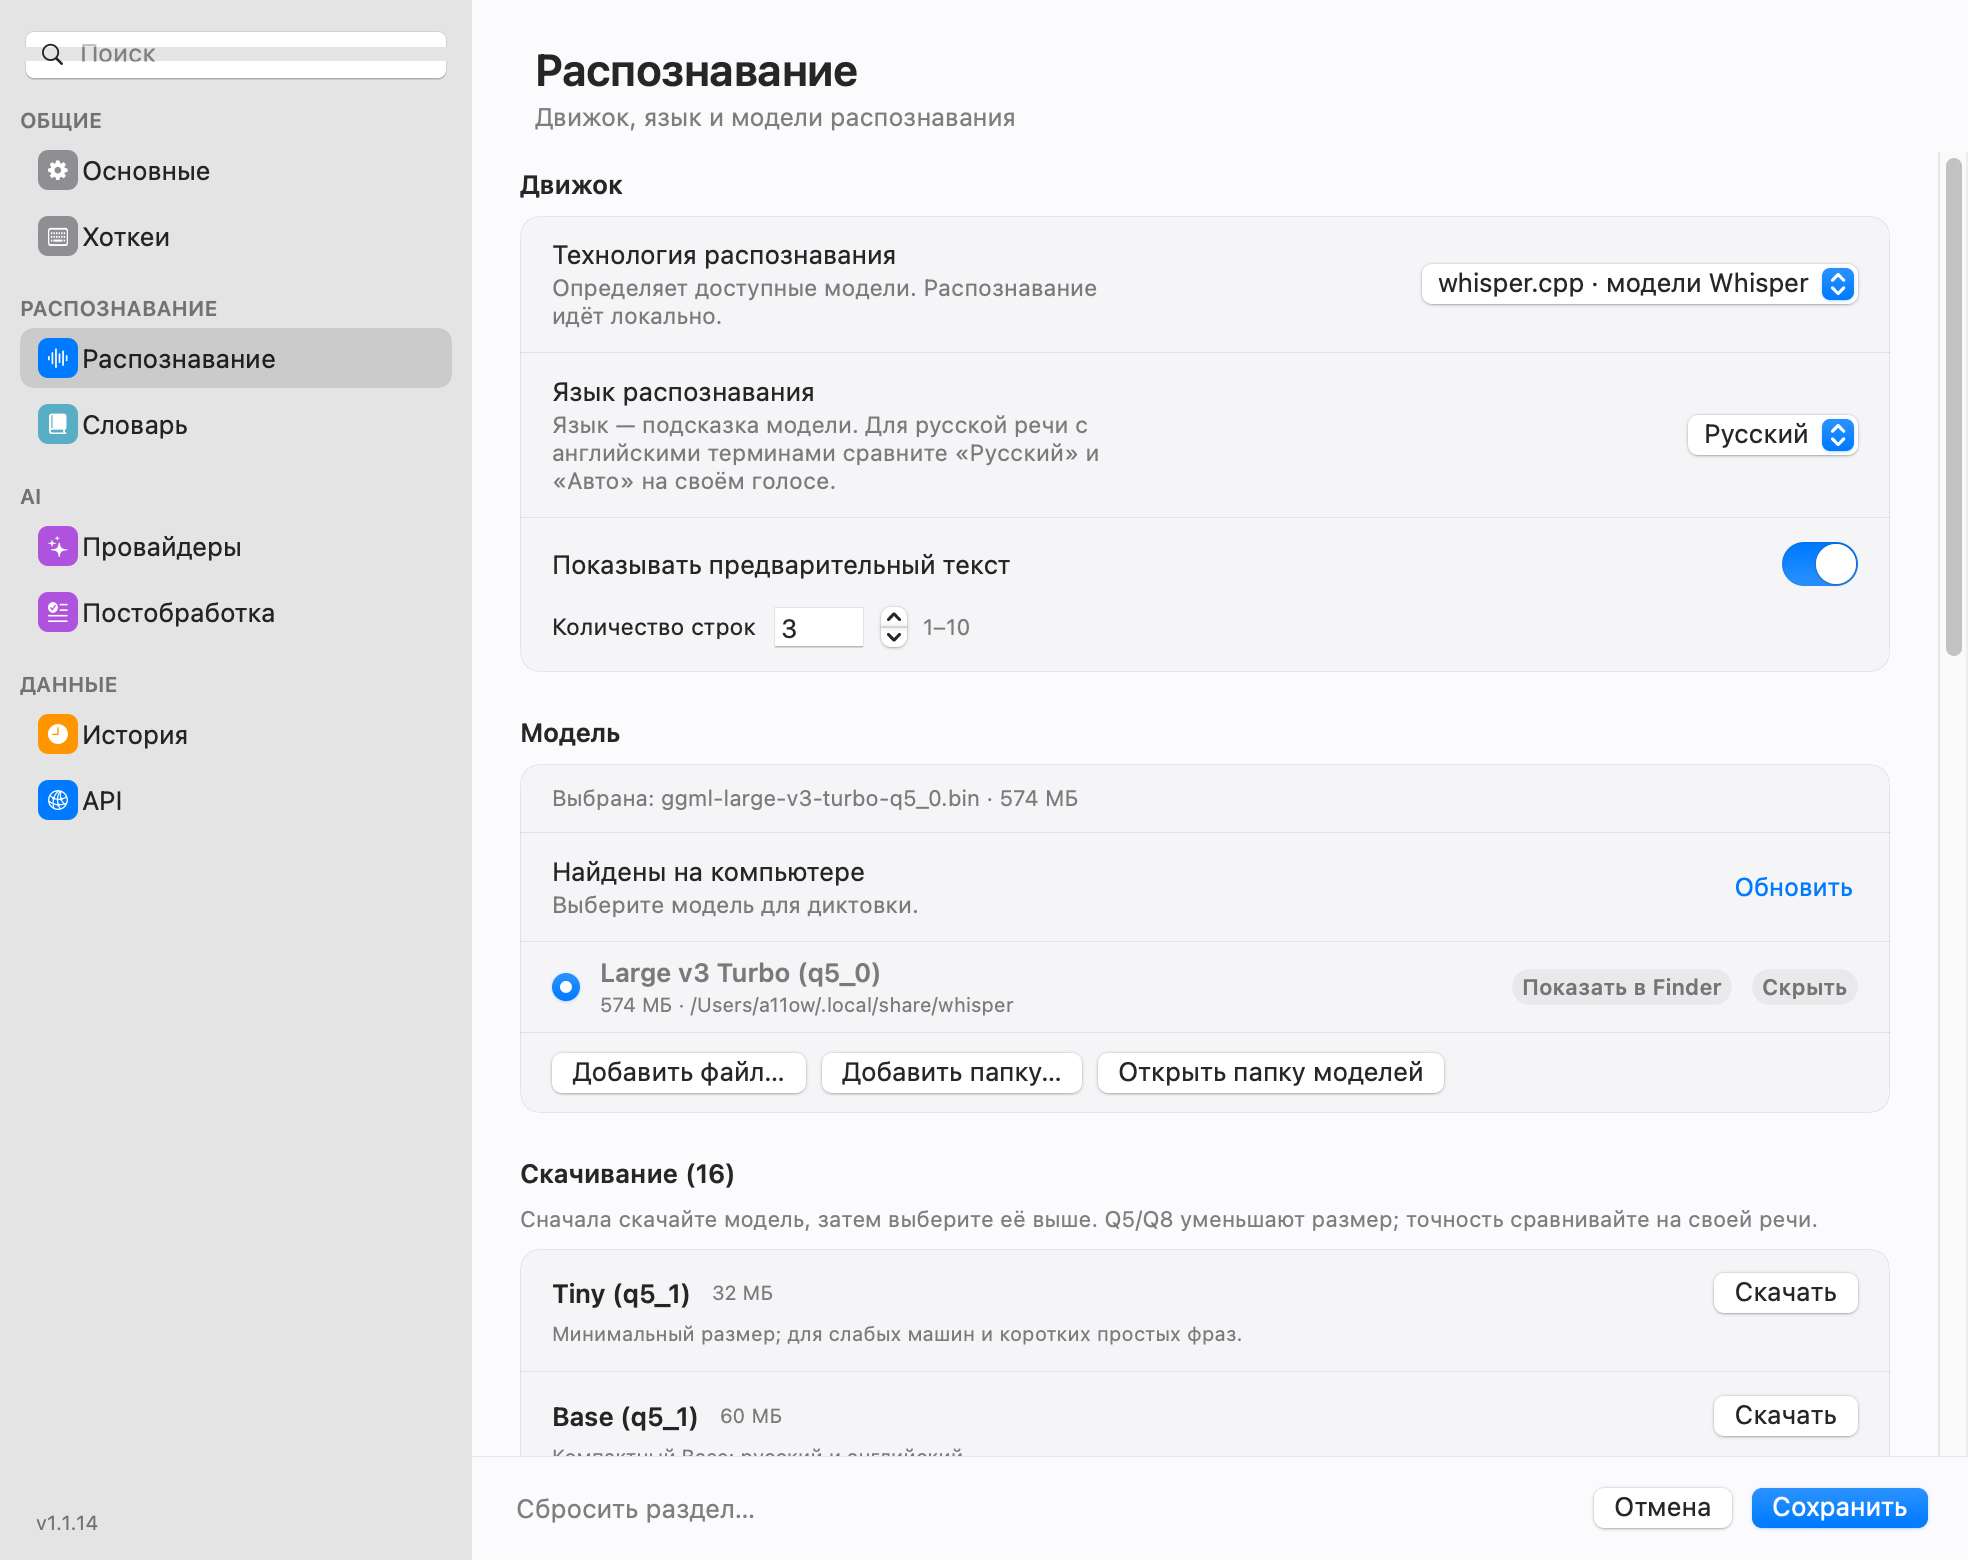 Поиск
ОБЩИЕ
Основные
Хоткеи
РАСПОЗНАВАНИЕ
Распознавание
Словарь
AI
Провайдеры
Постобработка
ДАННЫЕ
История
API
v1.1.14
Распознавание
Движок, язык и модели распознавания
Движок
Технология распознавания
Определяет доступные модели. Распознавание
идёт локально.
whisper.cpp · модели Whisper
Язык распознавания
Язык — подсказка модели. Для русской речи с
английскими терминами сравните «Русский» и
«Авто» на своём голосе.
Русский
Показывать предварительный текст
Количество строк 3 1–10
Модель
Выбрана: ggml-large-v3-turbo-q5_0.bin · 574 МБ
Найдены на компьютере
Выберите модель для диктовки.
Обновить
Large v3 Turbo (q5_0)
574 МБ · /Users/a11ow/.local/share/whisper
Показать в Finder Скрыть
Добавить файл... Добавить папку... Открыть папку моделей
Скачивание (16)
Сначала скачайте модель, затем выберите её выше. Q5/Q8 уменьшают размер; точность сравнивайте на своей речи.
Tiny (q5_1) 32 МБ
Минимальный размер; для слабых машин и коротких простых фраз.
Скачать
Base (q5_1) 60 МБ
Компактный Base; русский и английский
Скачать
Сбросить раздел...
Отмена Сохранить